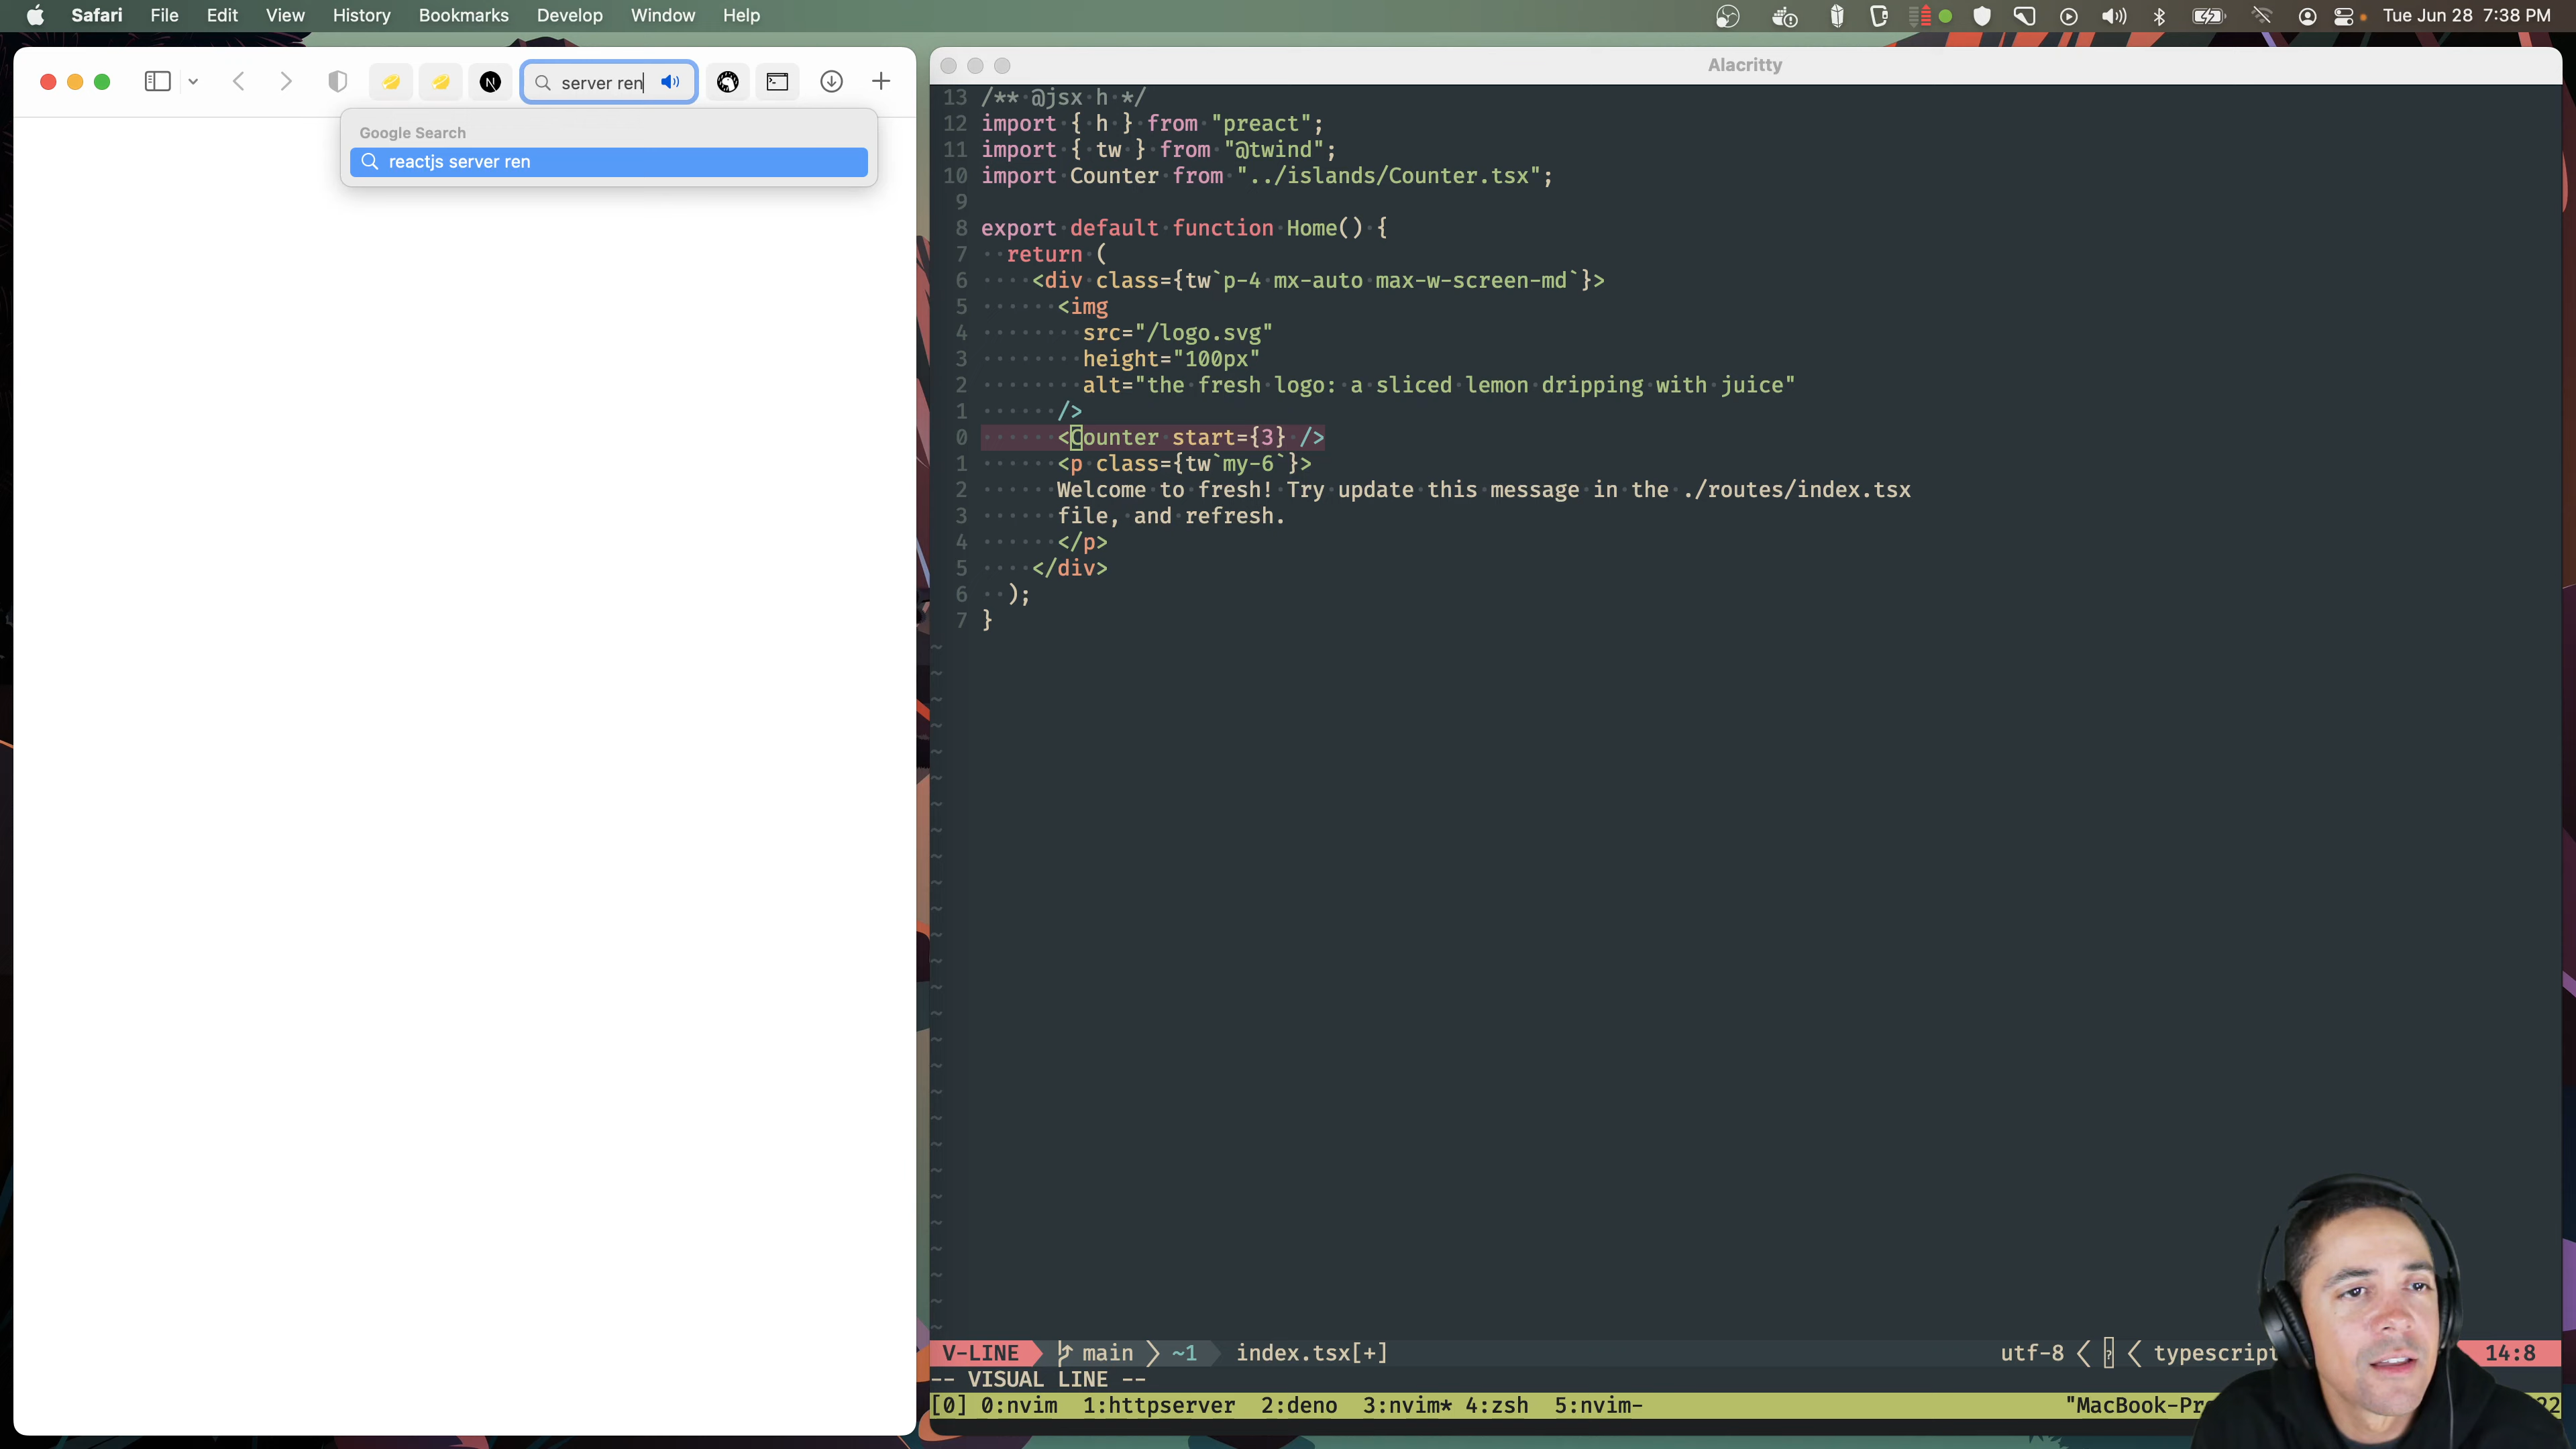 Safari File Edit View History Bookmarks Develop Window Help
Tue Jun 28 7:38 PM
server ren
Google Search
reactjs server ren
Alacritty
13 /** @jsx h */
12 import { h } from "preact";
11 import { tw } from "@twind";
10 import Counter from "../islands/Counter.tsx";
9
8 export default function Home() {
7 return (
6 <div class={tw`p-4 mx-auto max-w-screen-md`}>
5 <img
4 src="/logo.svg"
3 height="100px"
2 alt="the fresh logo: a sliced lemon dripping with juice"
1 />
0 <Counter start={3} />
1 <p class={tw`my-6`}>
2 Welcome to fresh! Try update this message in the ./routes/index.tsx
3 file, and refresh.
4 </p>
5 </div>
6 );
7 }
V-LINE main ~1 index.tsx[+] utf-8 typescript 14:8
-- VISUAL LINE --
[0] 0:nvim 1:httpserver 2:deno 3:nvim* 4:zsh 5:nvim- "MacBook-Pr 22